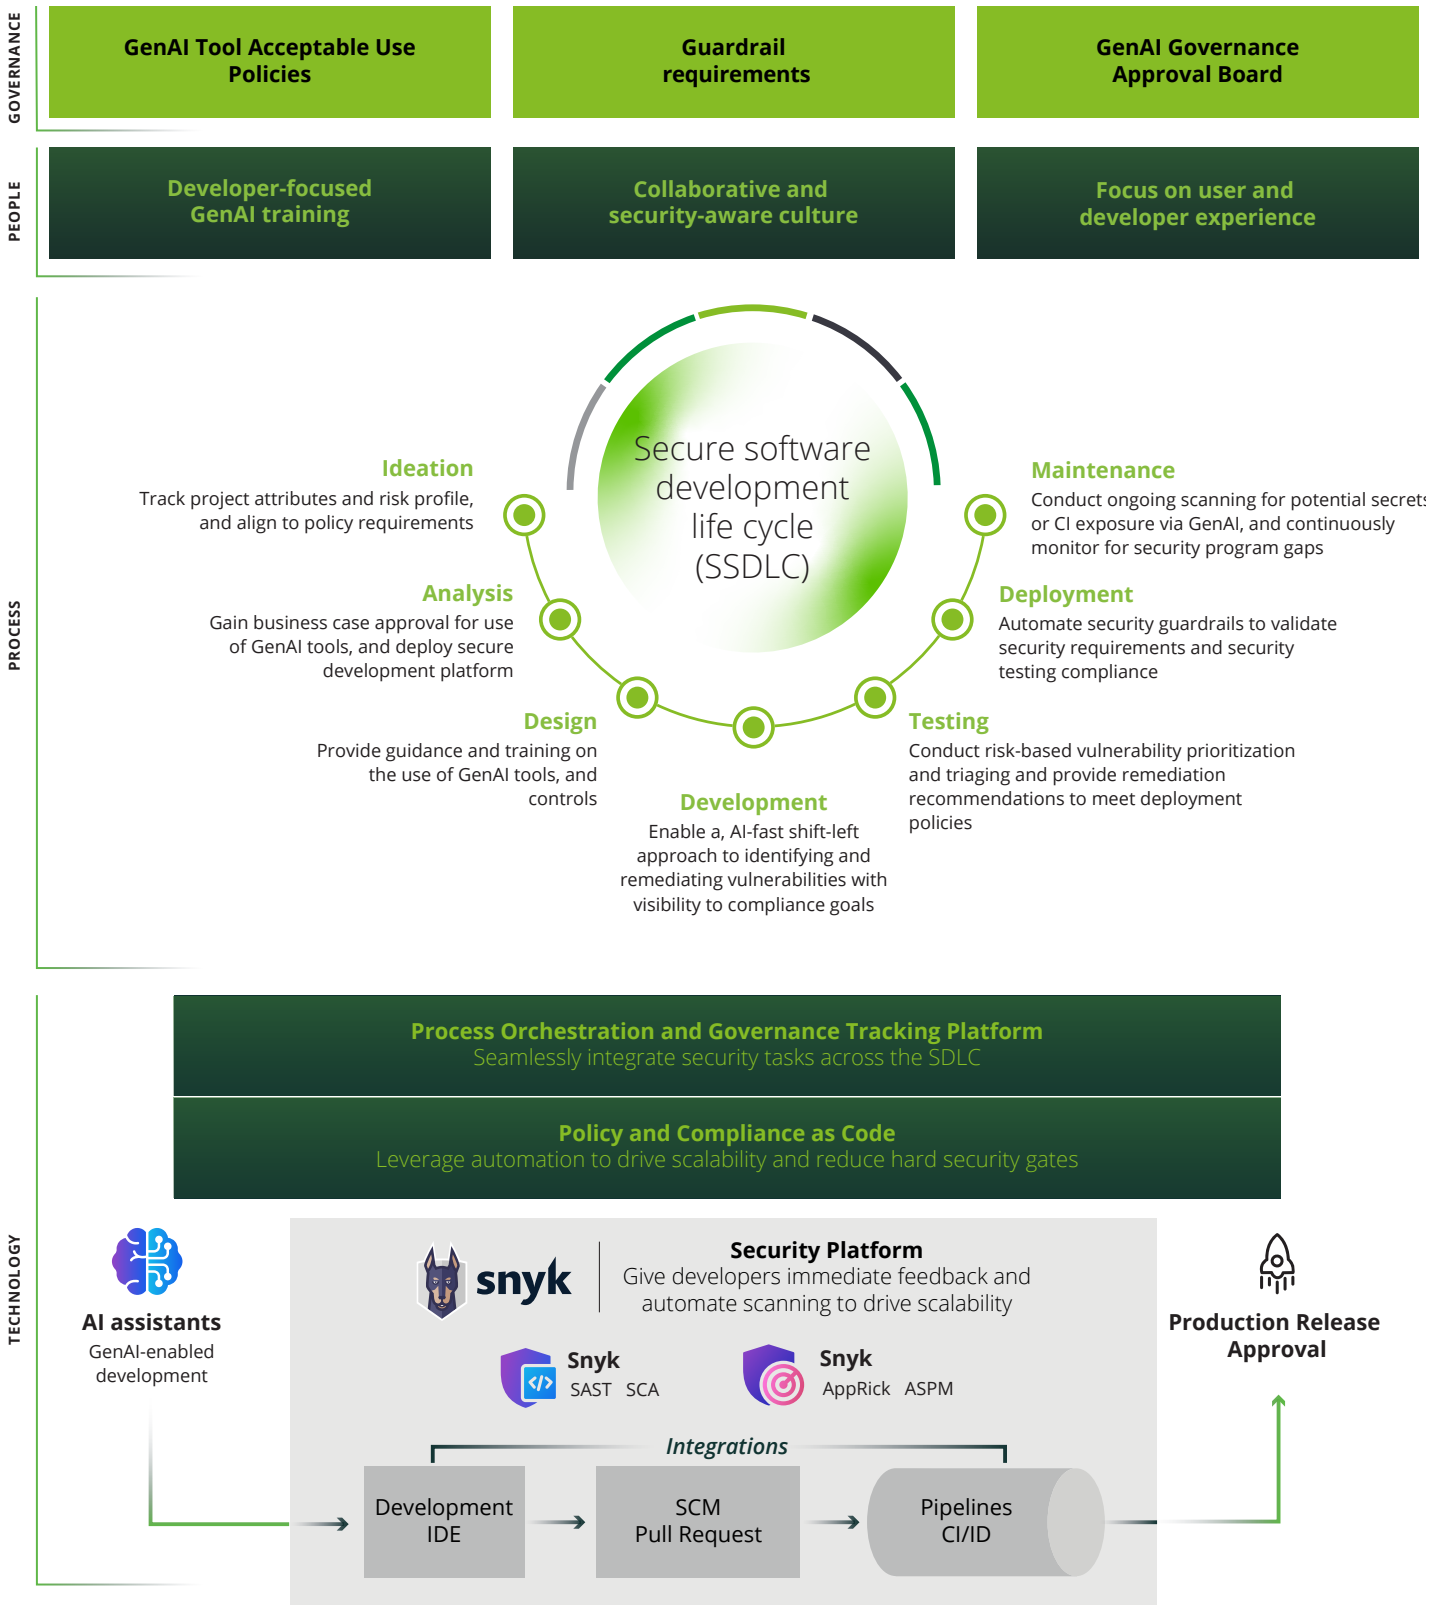 GOVERNANCE
GenAI Tool Acceptable Use
Policies
Guardrail
requirements
GenAI Governance
Approval Board
PEOPLE
Developer-focused
GenAI training
Collaborative and
security-aware culture
Focus on user and
developer experience
PROCESS
Secure software
development
life cycle
(SSDLC)
Ideation
Track project attributes and risk profile,
and align to policy requirements
Analysis
Gain business case approval for use
of GenAI tools, and deploy secure
development platform
Design
Provide guidance and training on
the use of GenAI tools, and
controls
Development
Enable a, AI-fast shift-left
approach to identifying and
remediating vulnerabilities with
visibility to compliance goals
Testing
Conduct risk-based vulnerability prioritization
and triaging and provide remediation
recommendations to meet deployment
policies
Deployment
Automate security guardrails to validate
security requirements and security
testing compliance
Maintenance
Conduct ongoing scanning for potential secrets
or CI exposure via GenAI, and continuously
monitor for security program gaps
TECHNOLOGY
Process Orchestration and Governance Tracking Platform
Seamlessly integrate security tasks across the SDLC
Policy and Compliance as Code
Leverage automation to drive scalability and reduce hard security gates
AI assistants
GenAI-enabled
development
snyk
Security Platform
Give developers immediate feedback and
automate scanning to drive scalability
Snyk
SAST SCA
Snyk
AppRick ASPM
Integrations
Development
IDE
SCM
Pull Request
Pipelines
CI/ID
Production Release
Approval